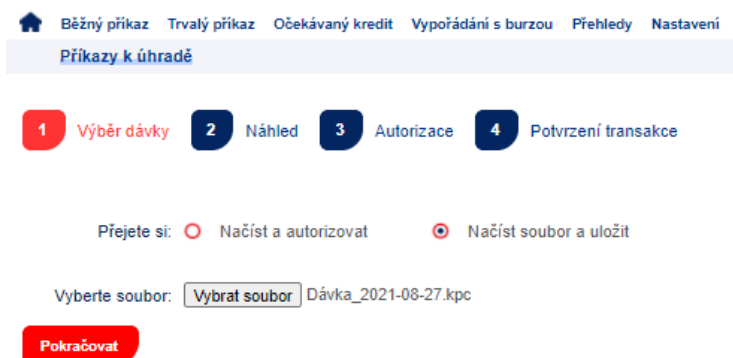 Běžný příkaz Trvalý příkaz Očekávaný kredit Vypořádání s burzou Přehledy Nastavení
Příkazy k úhradě
1 Výběr dávky 2 Náhled 3 Autorizace 4 Potvrzení transakce
Přejete si: Načíst a autorizovat Načíst soubor a uložit
Vyberte soubor: Vybrat soubor Dávka_2021-08-27.kpc
Pokračovat